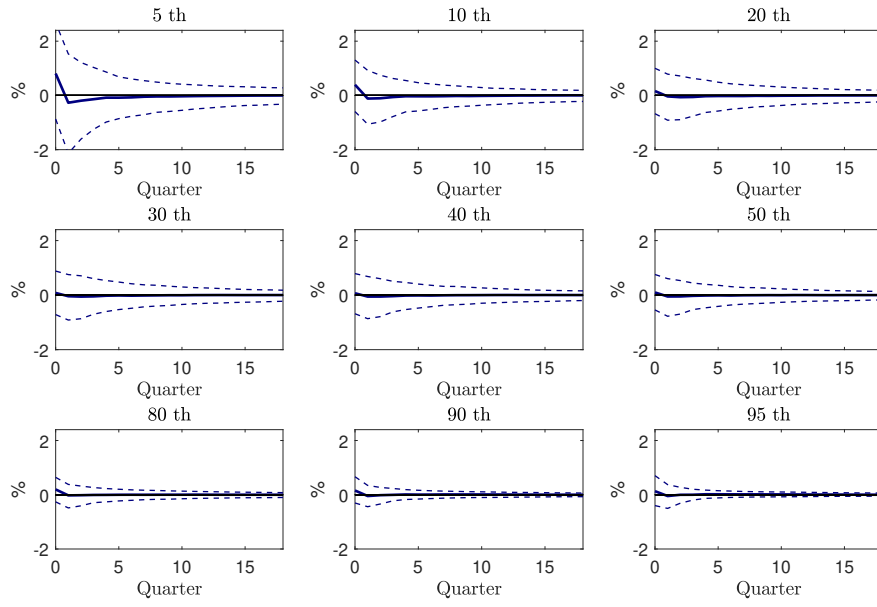 5 th 10 th 20 th
2 2 2
% 0 % 0 % 0
-2 -2 -2
0 5 10 15 0 5 10 15 0 5 10 15
Quarter Quarter Quarter
30 th 40 th 50 th
2 2 2
% 0 % 0 % 0
-2 -2 -2
0 5 10 15 0 5 10 15 0 5 10 15
Quarter Quarter Quarter
80 th 90 th 95 th
2 2 2
% 0 % 0 % 0
-2 -2 -2
0 5 10 15 0 5 10 15 0 5 10 15
Quarter Quarter Quarter